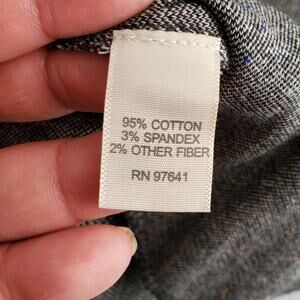 95% COTTON
3% SPANDEX
2% OTHER FIBER
RN 97641